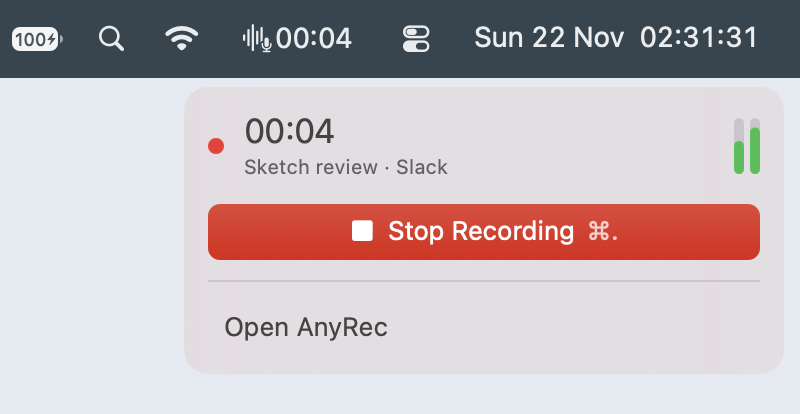 100 00:04 Sun 22 Nov 02:31:31
00:04
Sketch review · Slack
Stop Recording ⌘.
Open AnyRec